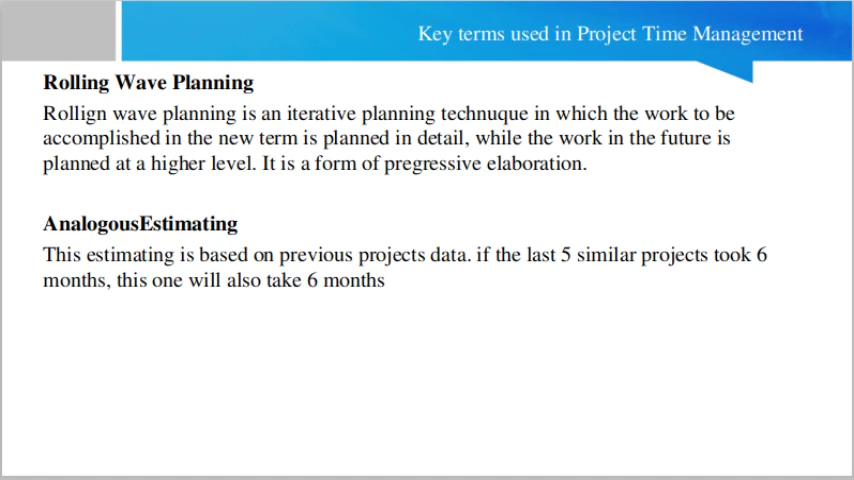 Key terms used in Project Time Management
Rolling Wave Planning
Rollign wave planning is an iterative planning technuque in which the work to be
accomplished in the new term is planned in detail, while the work in the future is
planned at a higher level. It is a form of pregressive elaboration.
AnalogousEstimating
This estimating is based on previous projects data. if the last 5 similar projects took 6
months, this one will also take 6 months